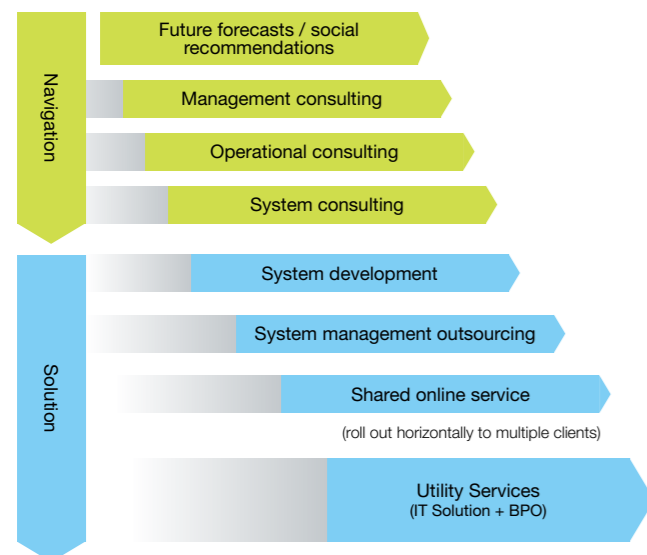 Navigation
Future forecasts / social
recommendations
Management consulting
Operational consulting
System consulting
Solution
System development
System management outsourcing
Shared online service
(roll out horizontally to multiple clients)
Utility Services
(IT Solution + BPO)